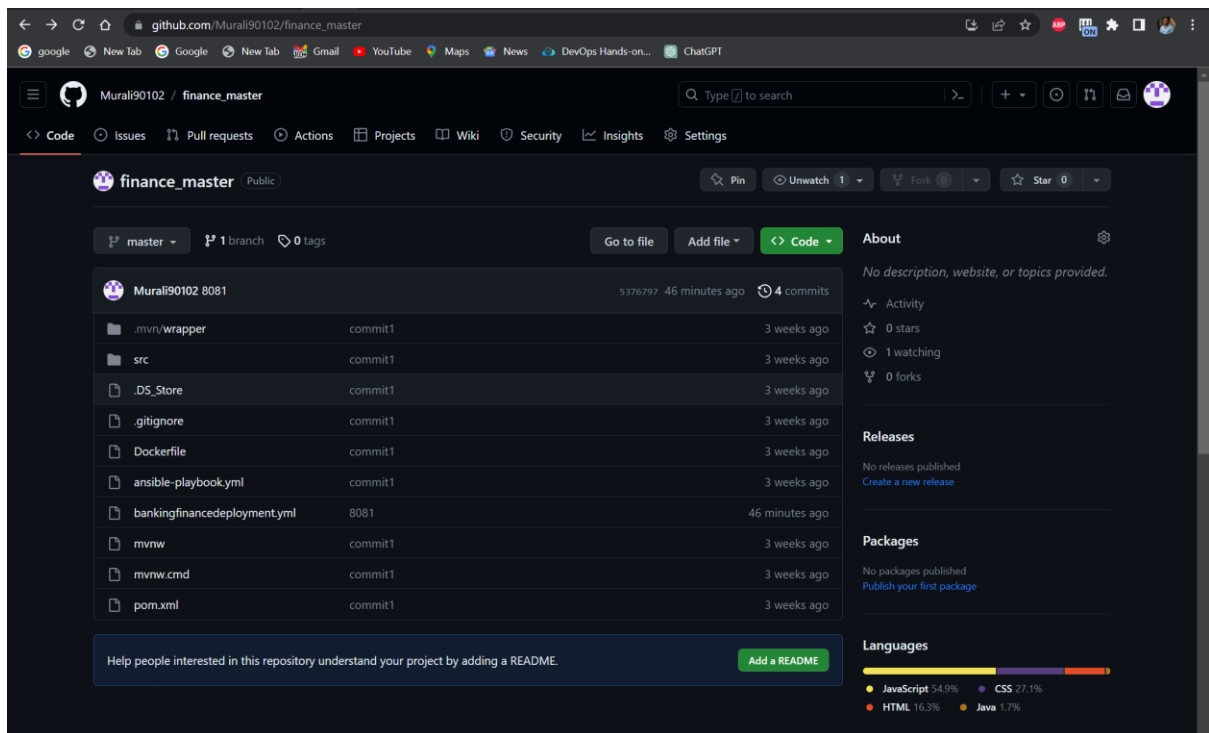 github.com/Murali90102/finance_master
ABP ON
google New Tab Google New Tab Gmail YouTube Maps News DevOps Hands-on... ChatGPT
Murali90102 / finance_master Type / to search
Code Issues Pull requests Actions Projects Wiki Security Insights Settings
finance_master Public Pin Unwatch 1 Fork 0 Star 0
master 1 branch 0 tags Go to file Add file <> Code About
No description, website, or topics provided.
Murali90102 8081 5376797 46 minutes ago 4 commits
Activity
.mvn/wrapper commit1 3 weeks ago
0 stars
src commit1 3 weeks ago
1 watching
.DS_Store commit1 3 weeks ago
0 forks
.gitignore commit1 3 weeks ago
Releases
Dockerfile commit1 3 weeks ago
No releases published
ansible-playbook.yml commit1 3 weeks ago
Create a new release
bankingfinancedeployment.yml 8081 46 minutes ago
mvnw commit1 3 weeks ago
Packages
mvnw.cmd commit1 3 weeks ago
No packages published
Publish your first package
pom.xml commit1 3 weeks ago
Help people interested in this repository understand your project by adding a README. Add a README
Languages
JavaScript 54.9% CSS 27.1%
HTML 16.3% Java 1.7%